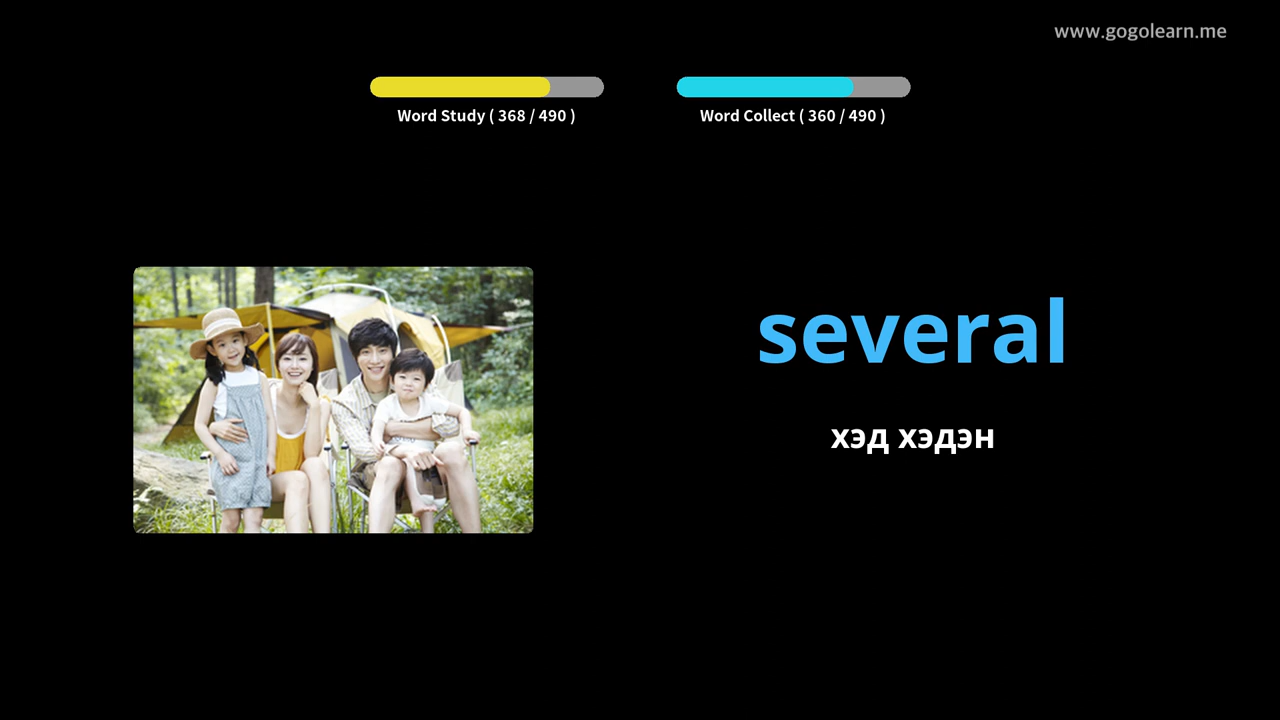 www.gogolearn.me
Word Study ( 368 / 490 )
Word Collect ( 360 / 490 )
several
хэд хэдэн